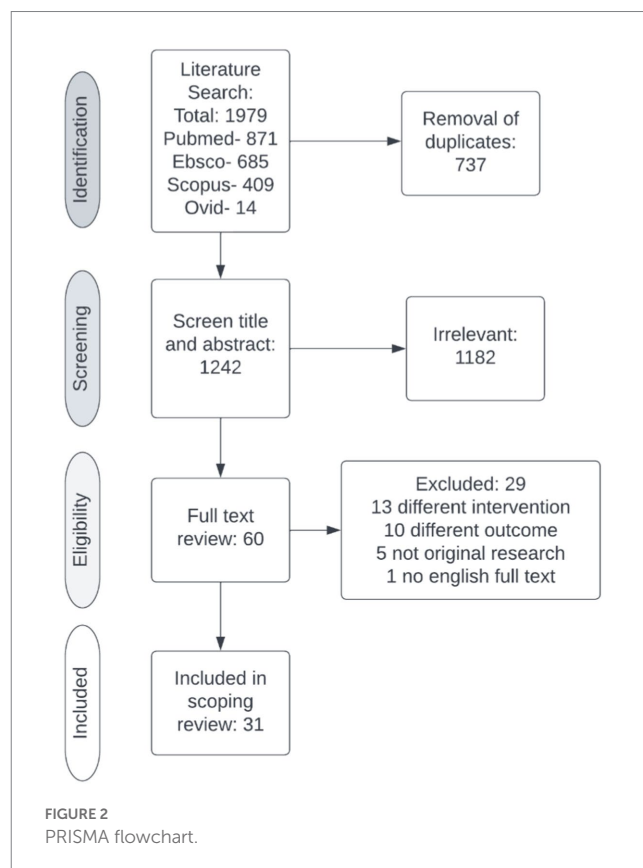 Identification
Literature
Search:
Total: 1979
Pubmed- 871
Ebsco- 685
Scopus- 409
Ovid- 14
Removal of
duplicates:
737
Screening
Screen title
and abstract:
1242
Irrelevant:
1182
Eligibility
Full text
review: 60
Excluded: 29
13 different intervention
10 different outcome
5 not original research
1 no english full text
Included
Included in
scoping
review: 31
FIGURE 2
PRISMA flowchart.